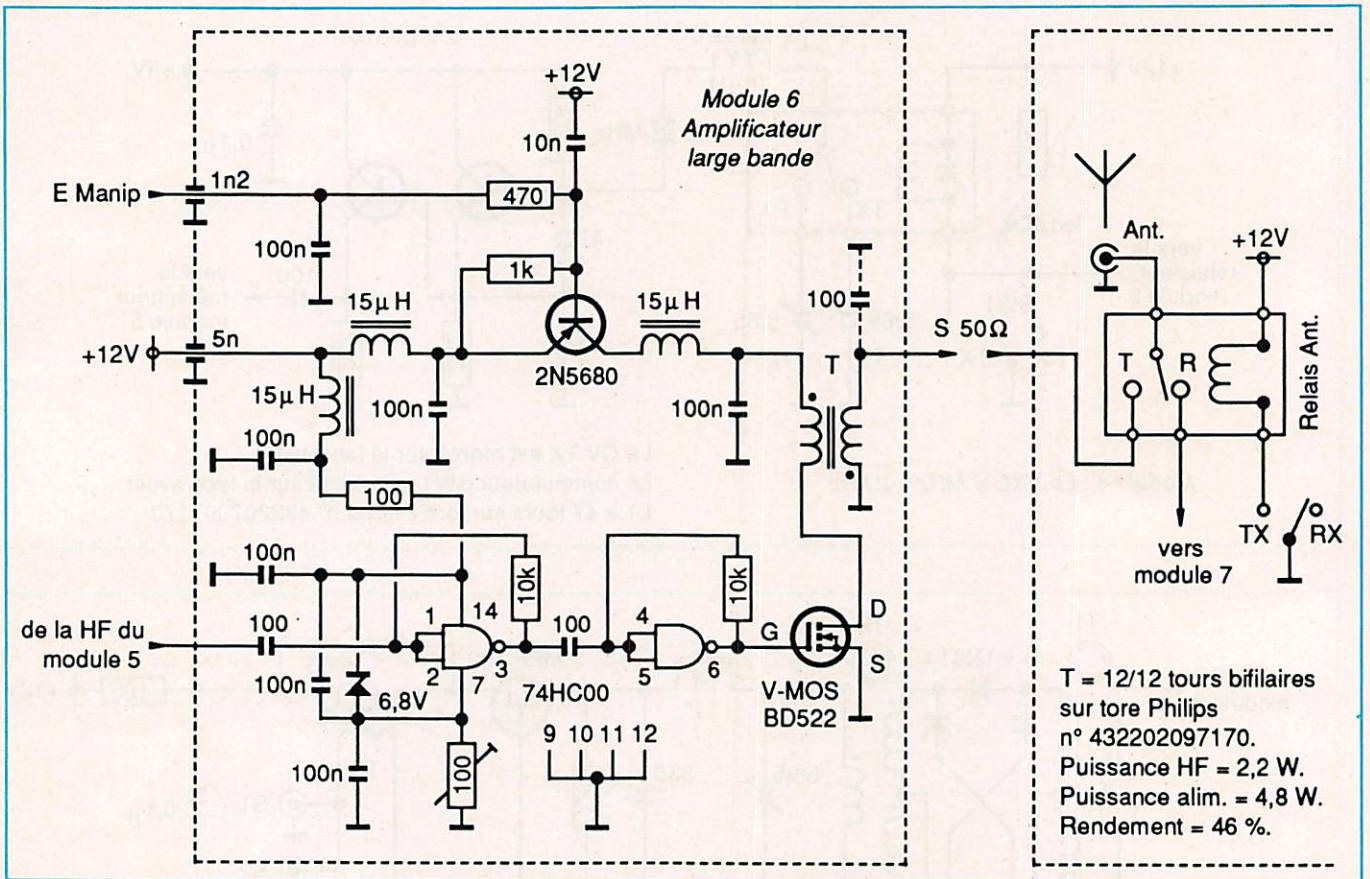 +12V
Module 6
Amplificateur
large bande
10n
E Manip
1n2
470
100n
1k
15µH
15µH
100
Ant.
+12V
+12V
5n
2N5680
T
S 50Ω
T
R
Relais Ant.
15µH
100n
100n
100n
100
TX
RX
vers
module 7
100n
10k
10k
de la HF du
module 5
100
1
14
2
7
3
100
4
5
6
G
D
S
74HC00
V-MOS
BD522
100n
6,8V
9 10 11 12
100n
100
T = 12/12 tours bifilaires
sur tore Philips
n° 432202097170.
Puissance HF = 2,2 W.
Puissance alim. = 4,8 W.
Rendement = 46 %.